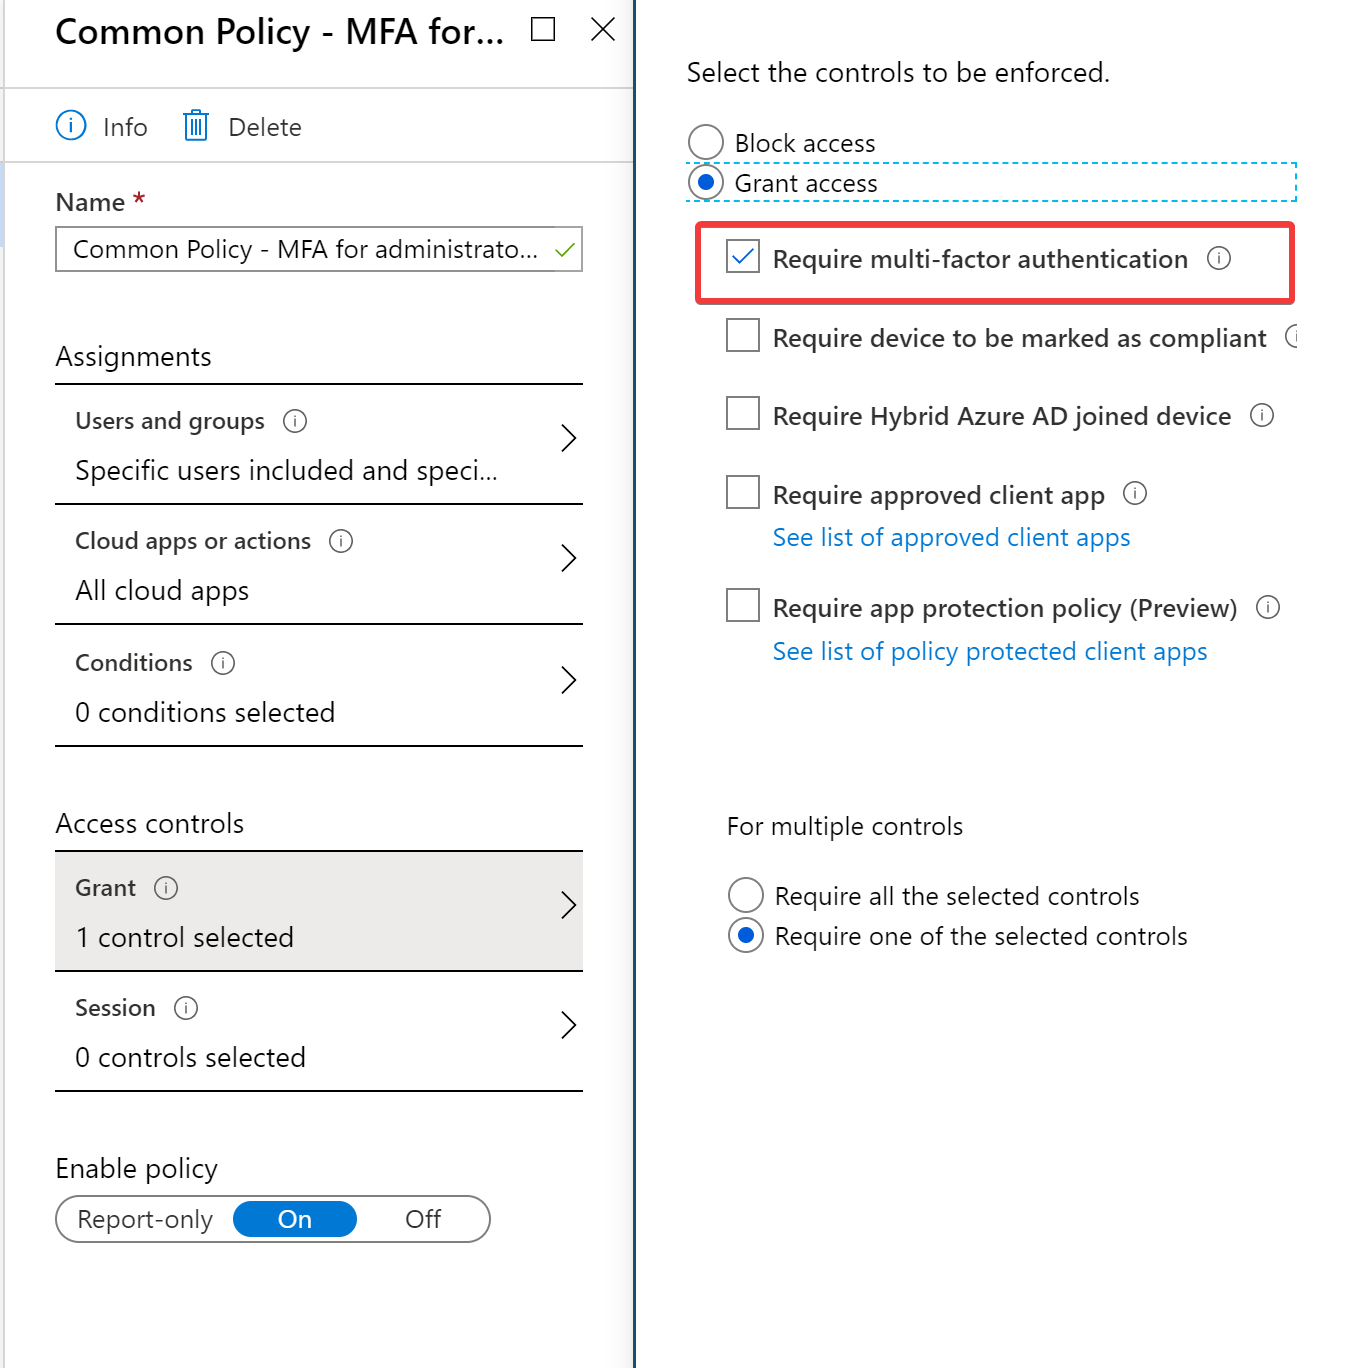 Common Policy - MFA for...
Info
Delete
Name *
Common Policy - MFA for administrato...
Assignments
Users and groups
Specific users included and speci...
Cloud apps or actions
All cloud apps
Conditions
0 conditions selected
Access controls
Grant
1 control selected
Session
0 controls selected
Enable policy
Report-only
On
Off
Select the controls to be enforced.
Block access
Grant access
Require multi-factor authentication
Require device to be marked as compliant
Require Hybrid Azure AD joined device
Require approved client app
See list of approved client apps
Require app protection policy (Preview)
See list of policy protected client apps
For multiple controls
Require all the selected controls
Require one of the selected controls